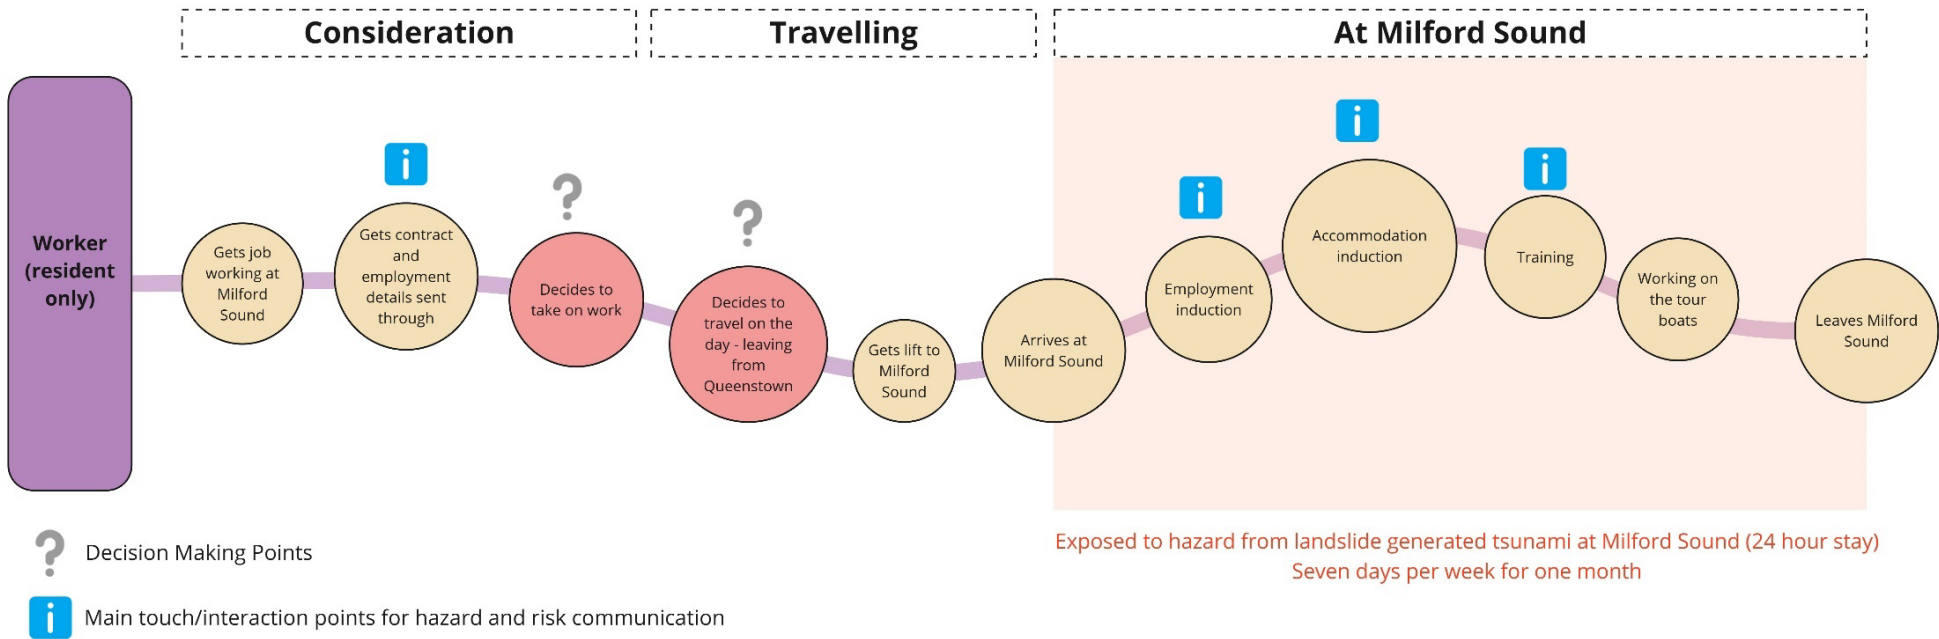 Consideration
Travelling
At Milford Sound
Worker
(resident
only)
Gets job
working at
Milford
Sound
Gets contract
and
employment
details sent
through
Decides to
take on work
Decides to
travel on the
day - leaving
from
Queenstown
Gets lift to
Milford
Sound
Arrives at
Milford Sound
Employment
induction
Accommodation
induction
Training
Working on
the tour
boats
Leaves Milford
Sound
Exposed to hazard from landslide generated tsunami at Milford Sound (24 hour stay)
Seven days per week for one month
? Decision Making Points
i Main touch/interaction points for hazard and risk communication